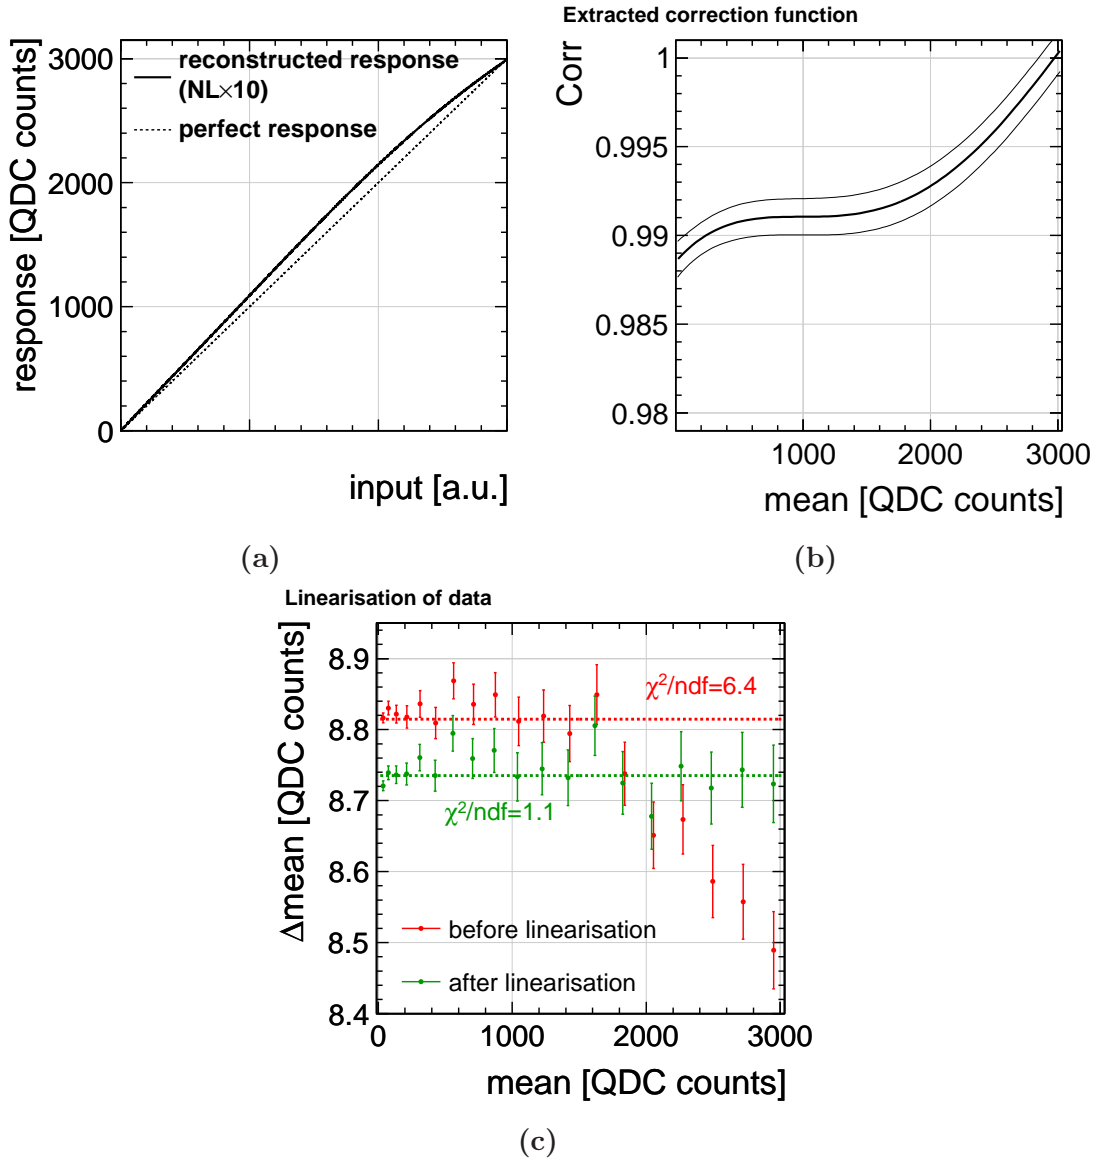 3000
2000
1000
0
response [QDC counts]
reconstructed response
(NL×10)
perfect response
input [a.u.]
(a)
Extracted correction function
Corr
1
0.995
0.99
0.985
0.98
1000 2000 3000
mean [QDC counts]
(b)
Linearisation of data
Δmean [QDC counts]
8.9
8.8
8.7
8.6
8.5
8.4
χ²/ndf=6.4
χ²/ndf=1.1
before linearisation
after linearisation
0 1000 2000 3000
mean [QDC counts]
(c)